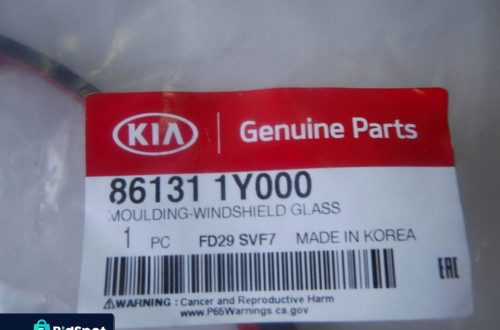 KIA Genuine Parts
86131 1Y000
MOULDING-WINDSHIELD GLASS
1 PC FD29 SVF7 MADE IN KOREA
EAC
⚠WARNING : Cancer and Reproductive Harm
www.P65Warnings.ca.gov
BidSpot